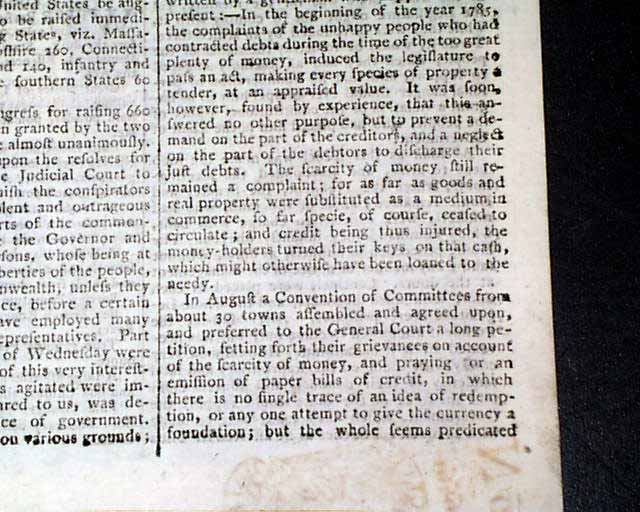 United States be aug-
to be raised immedi-
g States, viz. Maſſa-
pſhire 260, Connecti-
nd 140, infantry and
e ſouthern States 60
ngreſs for raiſing 660
n granted by the two
almoſt unanimouſly.
upon the reſolves for
e Judicial Court to
niſh the conſpirators
lent and outrageous
rts of the common-
e the Governor and
rſons, whoſe being at
berties of the people,
nwealth, unleſs they
ce, before a certain
ave employed many
epreſentatives. Part
of Wedneſday were
of this very intereſt-
s agitated were im-
ared to us, was de-
ce of government.
on various grounds;
written by a gentleman
preſent:—In the beginning of the year 1785,
the complaints of the unhappy people who had
contracted debts during the time of the too great
plenty of money, induced the legiſlature to
paſs an act, making every ſpecies of property a
tender, at an appraiſed value. It was ſoon,
however, found by experience, that this an-
ſwered no other purpoſe, but to prevent a de-
mand on the part of the creditors, and a neglect
on the part of the debtors to diſcharge their
juſt debts. The ſcarcity of money ſtill re-
mained a complaint; for as far as goods and
real property were ſubſtituted as a medium in
commerce, ſo far ſpecie, of courſe, ceaſed to
circulate; and credit being thus injured, the
money-holders turned their keys on that caſh,
which might otherwiſe have been loaned to the
needy.
In Auguſt a Convention of Committees from
about 30 towns aſſembled and agreed upon,
and preferred to the General Court a long pe-
tition, ſetting forth their grievances on account
of the ſcarcity of money, and praying for an
emiſſion of paper bills of credit, in which
there is no ſingle trace of an idea of redemp-
tion, or any one attempt to give the currency a
foundation; but the whole ſeems predicated